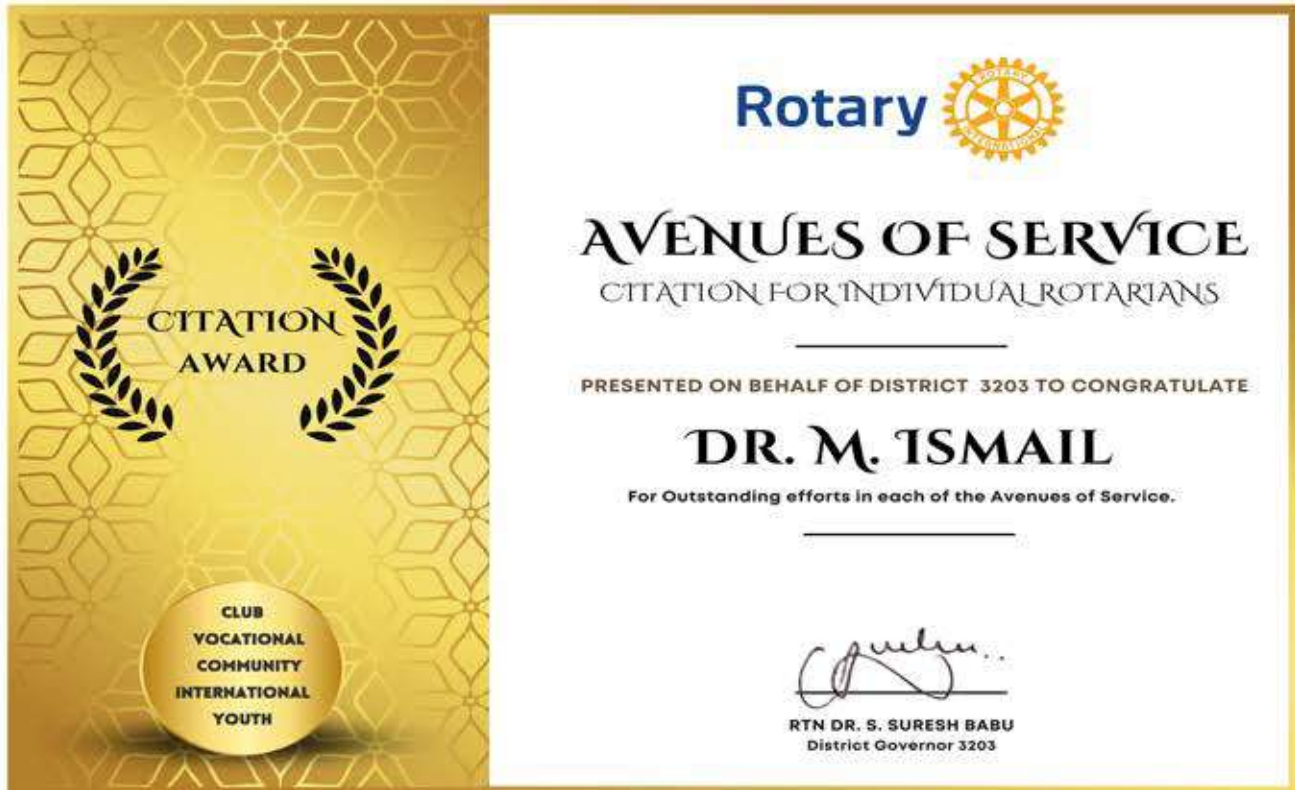 CITATION
AWARD
CLUB
VOCATIONAL
COMMUNITY
INTERNATIONAL
YOUTH
Rotary
ROTARY
INTERNATIONAL
AVENUES OF SERVICE
CITATION FOR INDIVIDUAL ROTARIANS
PRESENTED ON BEHALF OF DISTRICT 3203 TO CONGRATULATE
DR. M. ISMAIL
For Outstanding efforts in each of the Avenues of Service.
RTN DR. S. SURESH BABU
District Governor 3203